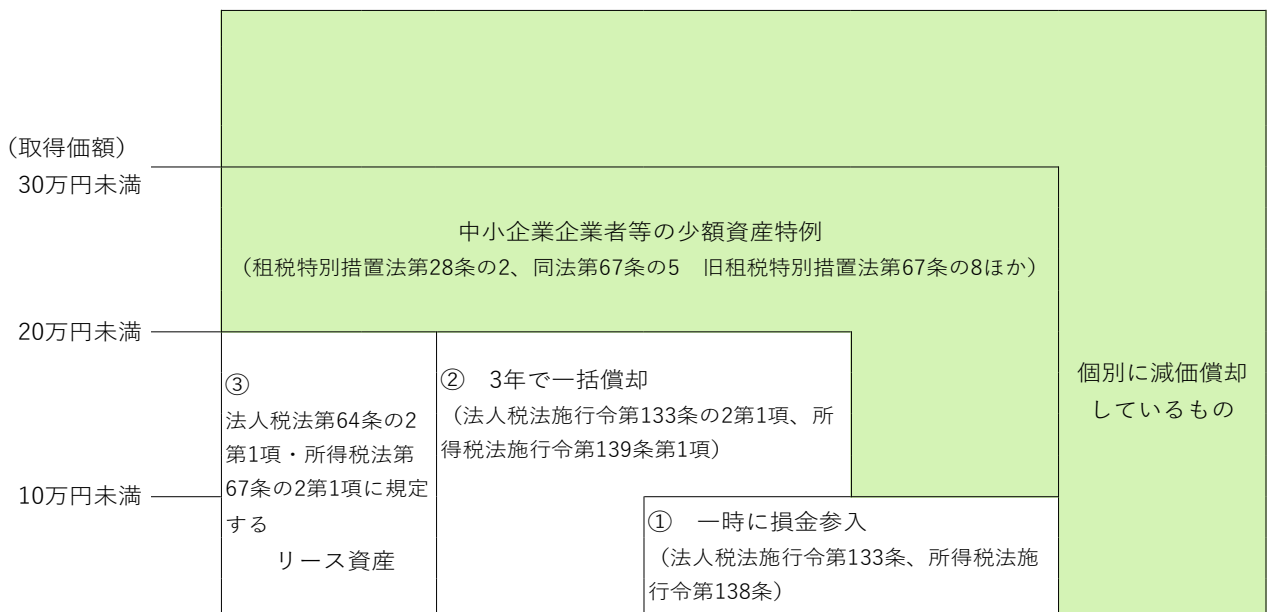 （取得価額）
30万円未満
中小企業企業者等の少額資産特例
（租税特別措置法第28条の2、同法第67条の5　旧租税特別措置法第67条の8ほか）
20万円未満
③
法人税法第64条の2
第1項・所得税法第
67条の2第1項に規定
する
リース資産
②　3年で一括償却
（法人税法施行令第133条の2第1項、所
得税法施行令第139条第1項）
個別に減価償却
しているもの
10万円未満
①　一時に損金参入
（法人税法施行令第133条、所得税法施
行令第138条）